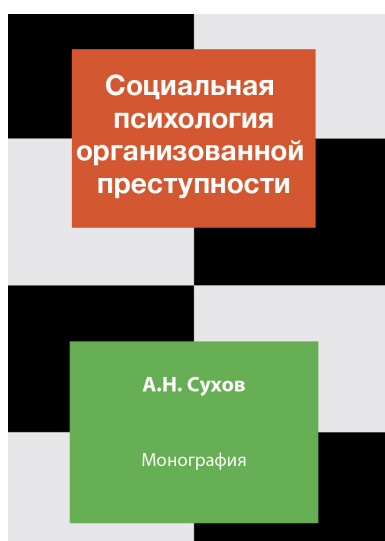 Социальная
психология
организованной
преступности
А.Н. Сухов
Монография